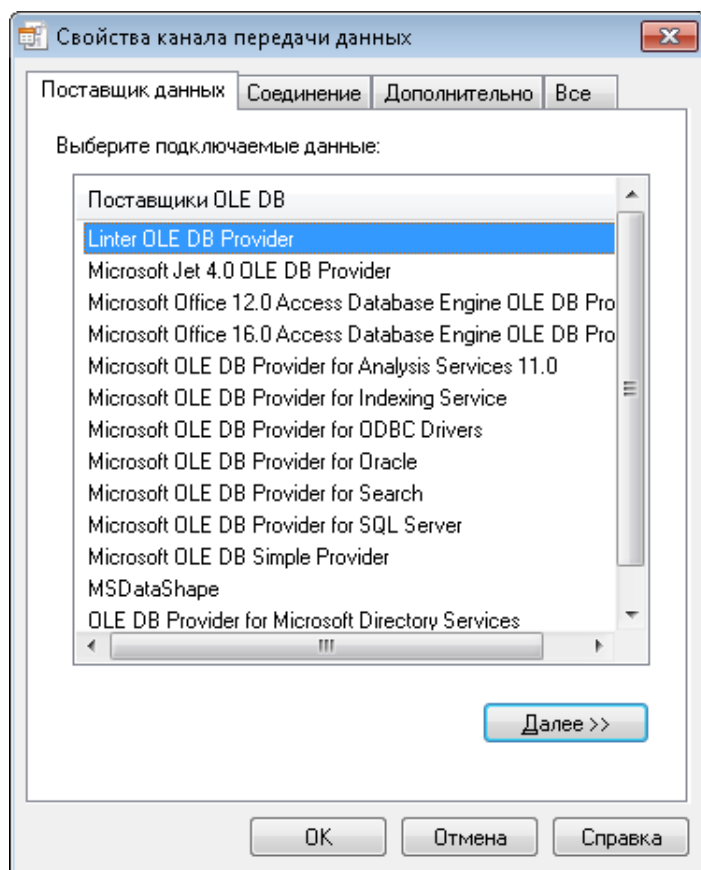 Свойства канала передачи данных
Поставщик данных
Соединение
Дополнительно
Все
Выберите подключаемые данные:
Поставщики OLE DB
Linter OLE DB Provider
Microsoft Jet 4.0 OLE DB Provider
Microsoft Office 12.0 Access Database Engine OLE DB Pro
Microsoft Office 16.0 Access Database Engine OLE DB Pro
Microsoft OLE DB Provider for Analysis Services 11.0
Microsoft OLE DB Provider for Indexing Service
Microsoft OLE DB Provider for ODBC Drivers
Microsoft OLE DB Provider for Oracle
Microsoft OLE DB Provider for Search
Microsoft OLE DB Provider for SQL Server
Microsoft OLE DB Simple Provider
MSDataShape
OLE DB Provider for Microsoft Directory Services
Далее >>
OK
Отмена
Справка